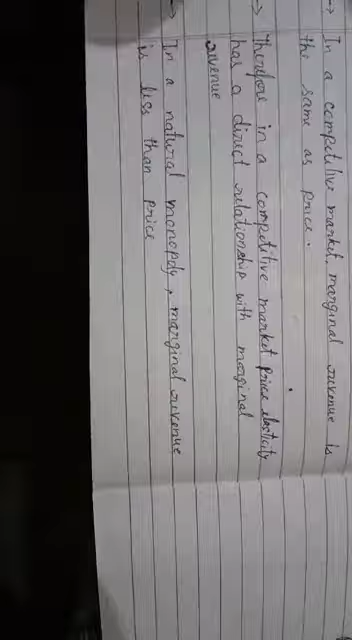 → In a competitive market, marginal revenue is
the same as price.
→ Therefore in a competitive market price elasticity
has a direct relationship with marginal
revenue
→ In a natural monopoly, marginal revenue
is less than price